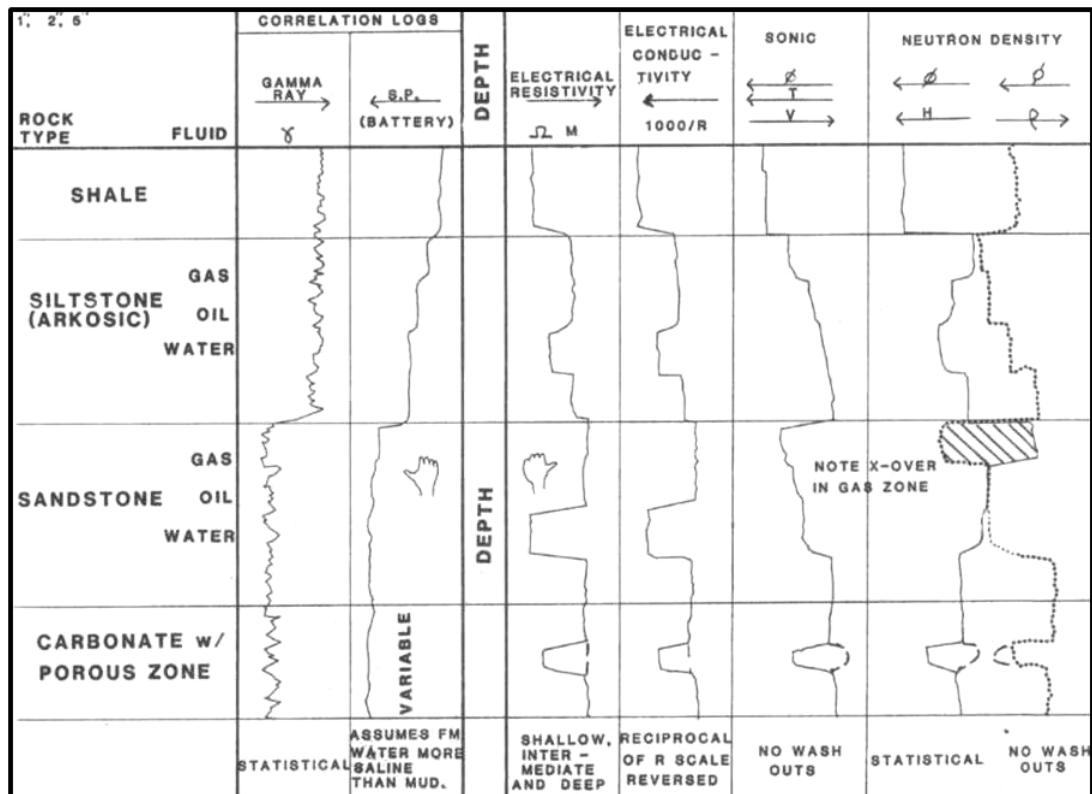 1", 2", 5"
CORRELATION LOGS
ROCK TYPE
FLUID
GAMMA RAY
γ
S.P.
(BATTERY)
DEPTH
ELECTRICAL RESISTIVITY
Ω M
ELECTRICAL
CONDUC -
TIVITY
1000/R
SONIC
ø
T
V
NEUTRON DENSITY
ø
H
ø
ρ
SHALE
SILTSTONE
(ARKOSIC)
GAS
OIL
WATER
SANDSTONE
GAS
OIL
WATER
DEPTH
NOTE X-OVER
IN GAS ZONE
CARBONATE w/
POROUS ZONE
VARIABLE
STATISTICAL
ASSUMES FM
WATER MORE
SALINE
THAN MUD.
SHALLOW,
INTER -
MEDIATE
AND DEEP
RECIPROCAL
OF R SCALE
REVERSED
NO WASH
OUTS
STATISTICAL
NO WASH
OUTS